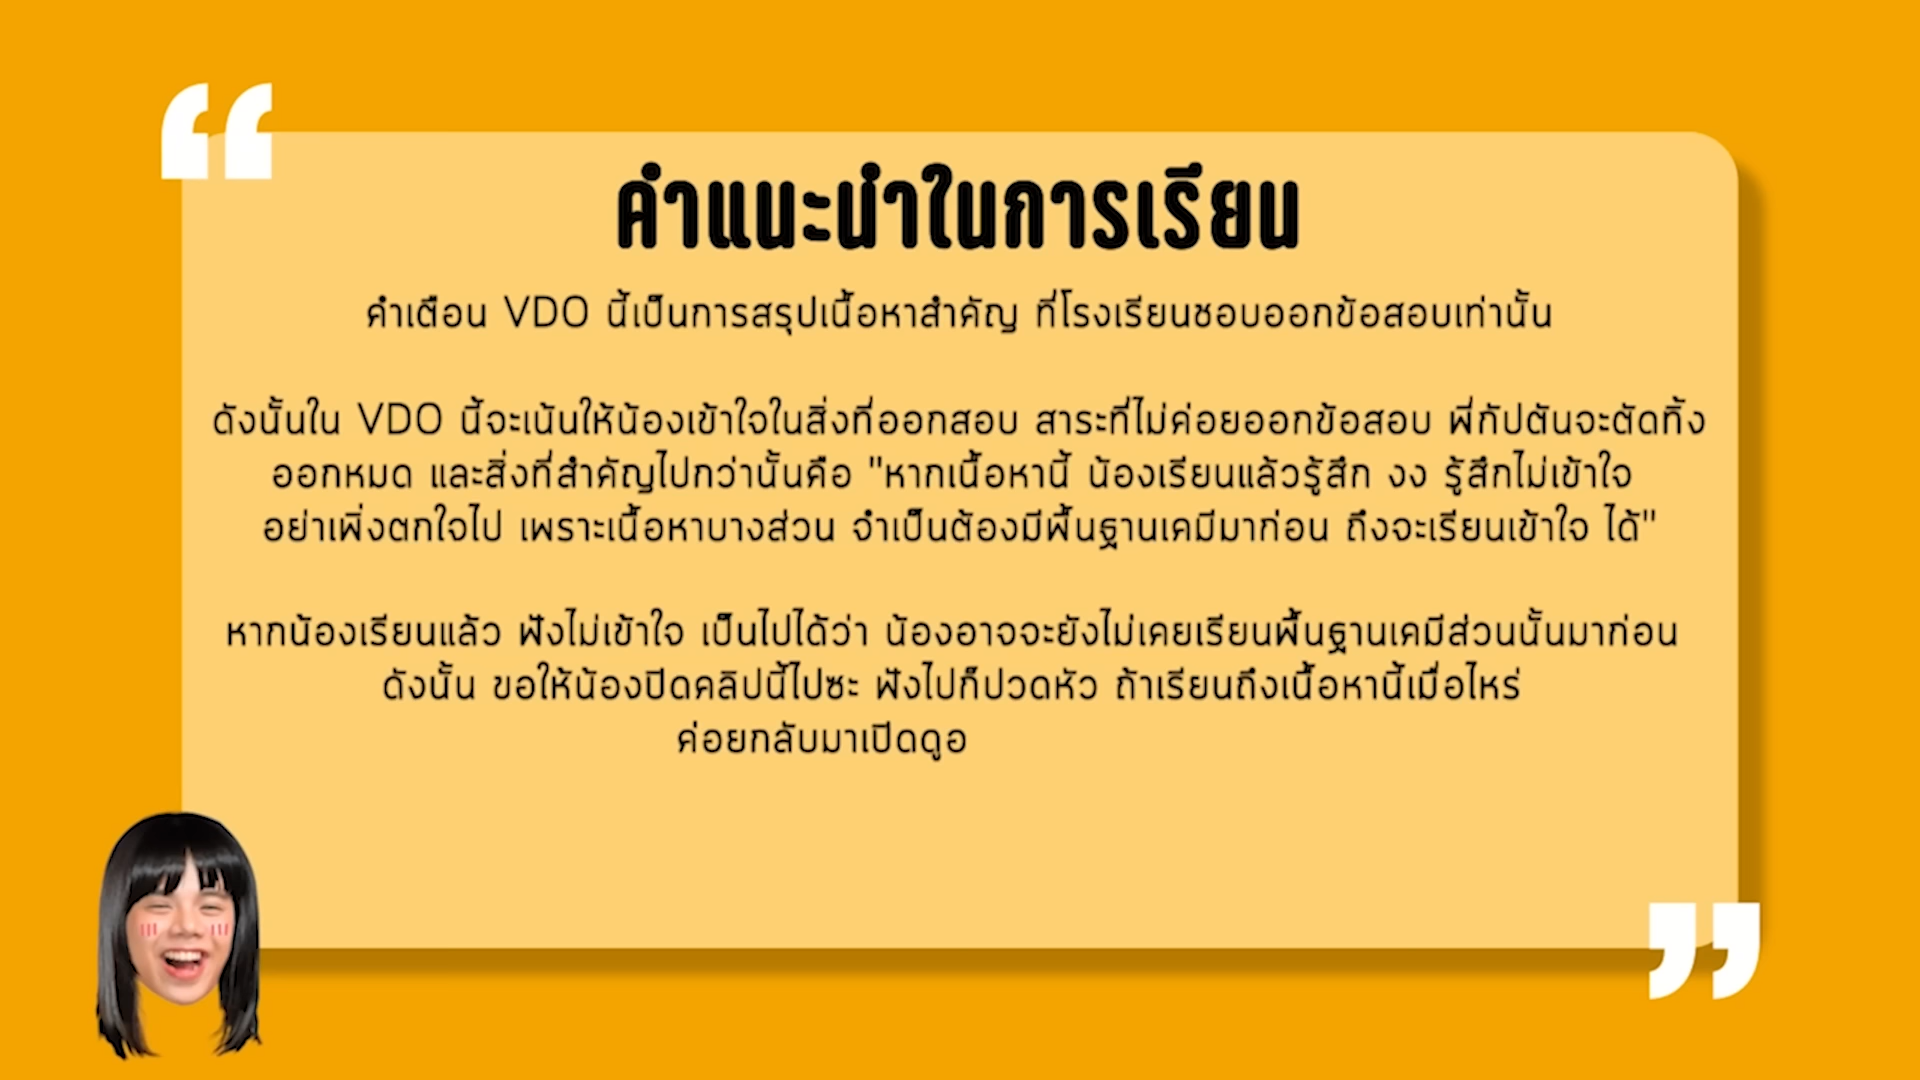 คำแนะนำในการเรียน
คำเตือน VDO นี้เป็นการสรุปเนื้อหาสำคัญ ที่โรงเรียนชอบออกข้อสอบเท่านั้น
ดังนั้นใน VDO นี้จะเน้นให้น้องเข้าใจในสิ่งที่ออกสอบ สาระที่ไม่ค่อยออกข้อสอบ พี่กัปตันจะตัดทิ้ง
ออกหมด และสิ่งที่สำคัญไปกว่านั้นคือ "หากเนื้อหานี้ น้องเรียนแล้วรู้สึก งง รู้สึกไม่เข้าใจ
อย่าเพิ่งตกใจไป เพราะเนื้อหาบางส่วน จำเป็นต้องมีพื้นฐานเคมีมาก่อน ถึงจะเรียนเข้าใจ ได้"
หากน้องเรียนแล้ว ฟังไม่เข้าใจ เป็นไปได้ว่า น้องอาจจะยังไม่เคยเรียนพื้นฐานเคมีส่วนนั้นมาก่อน
ดังนั้น ขอให้น้องปิดคลิปนี้ไปซะ ฟังไปก็ปวดหัว ถ้าเรียนถึงเนื้อหานี้เมื่อไหร่
ค่อยกลับมาเปิดดูอ